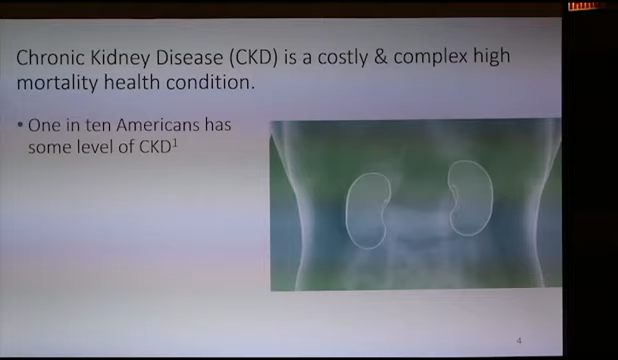 Chronic Kidney Disease (CKD) is a costly & complex high
mortality health condition.
• One in ten Americans has
some level of CKD¹
4